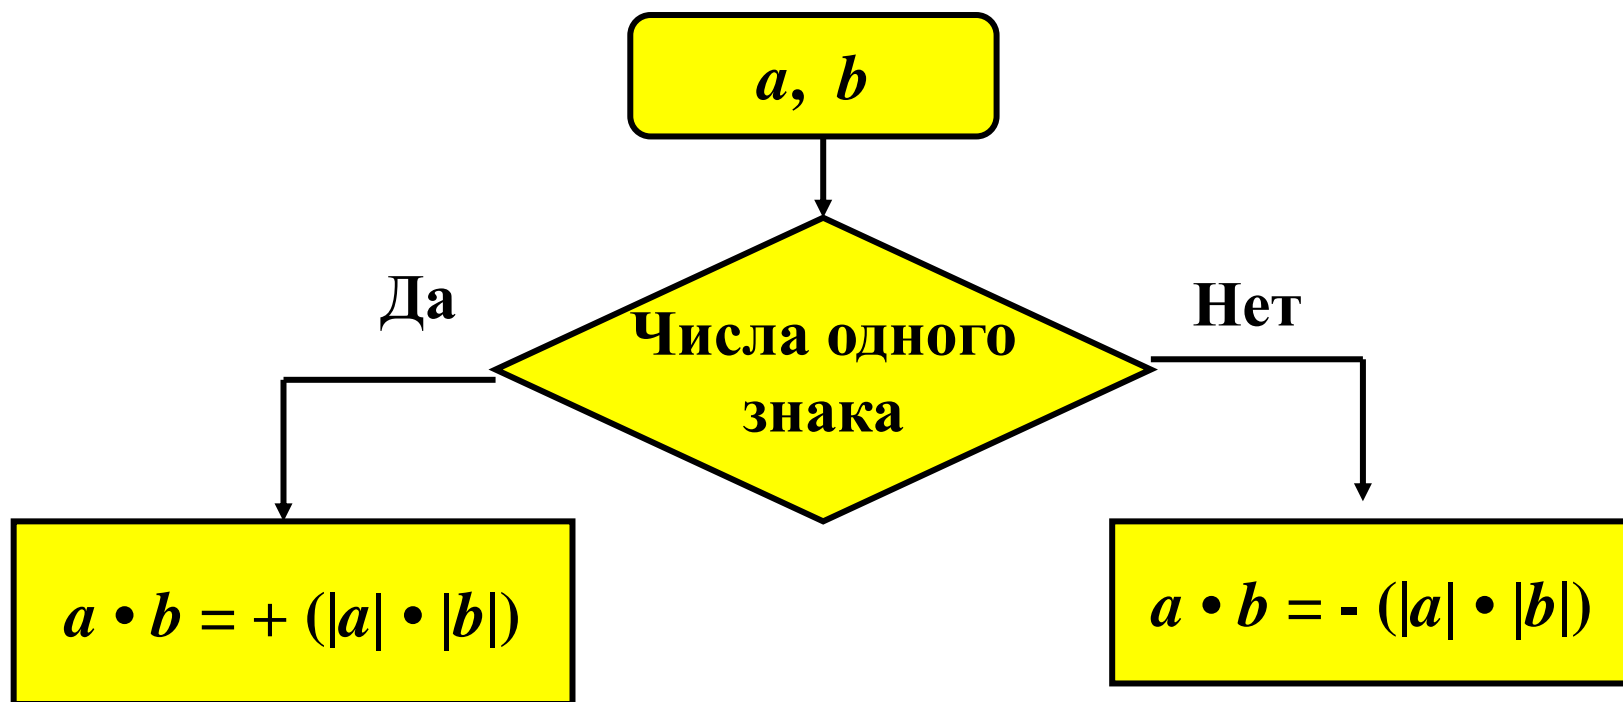 a, b
Да
Нет
Числа одного
знака
a • b = + (|a| • |b|)
a • b = - (|a| • |b|)